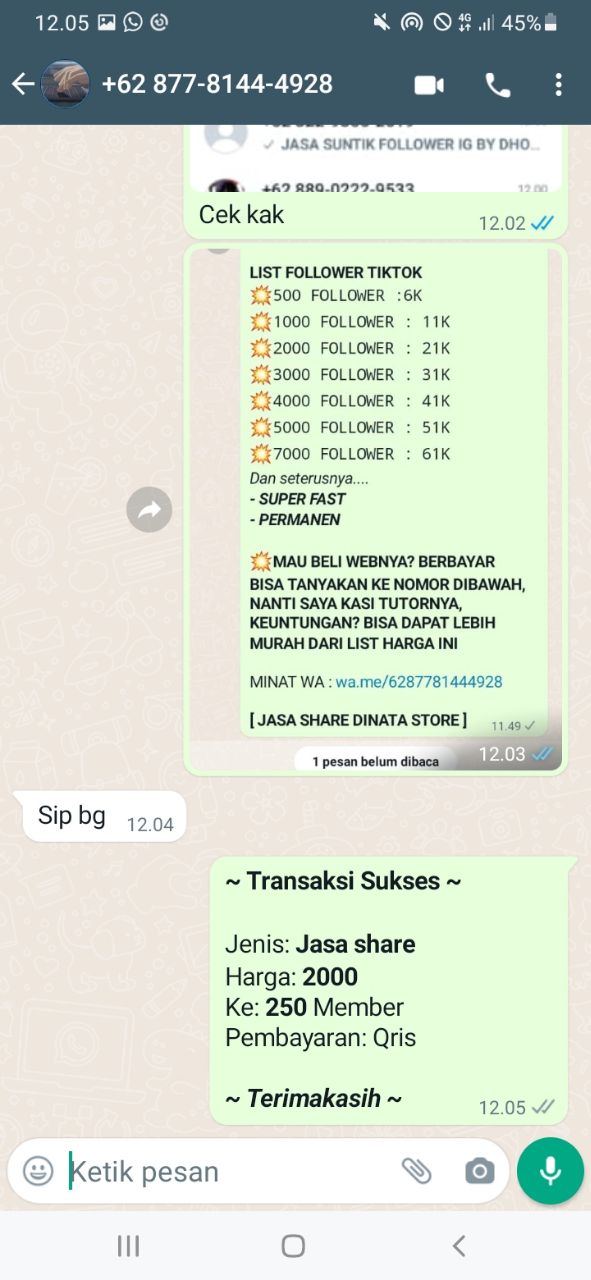 12.05
4G
45%
+62 877-8144-4928
JASA SUNTIK FOLLOWER IG BY DHO...
+62 889-0222-9533
12.00
Cek kak
12.02
LIST FOLLOWER TIKTOK
💥500 FOLLOWER :6K
💥1000 FOLLOWER : 11K
💥2000 FOLLOWER : 21K
💥3000 FOLLOWER : 31K
💥4000 FOLLOWER : 41K
💥5000 FOLLOWER : 51K
💥7000 FOLLOWER : 61K
Dan seterusnya....
- SUPER FAST
- PERMANEN
💥MAU BELI WEBNYA? BERBAYAR
BISA TANYAKAN KE NOMOR DIBAWAH,
NANTI SAYA KASI TUTORNYA,
KEUNTUNGAN? BISA DAPAT LEBIH
MURAH DARI LIST HARGA INI
MINAT WA : wa.me/6287781444928
[ JASA SHARE DINATA STORE ]
11.49
1 pesan belum dibaca
12.03
Sip bg
12.04
~ Transaksi Sukses ~
Jenis: Jasa share
Harga: 2000
Ke: 250 Member
Pembayaran: Qris
~ Terimakasih ~
12.05
Ketik pesan